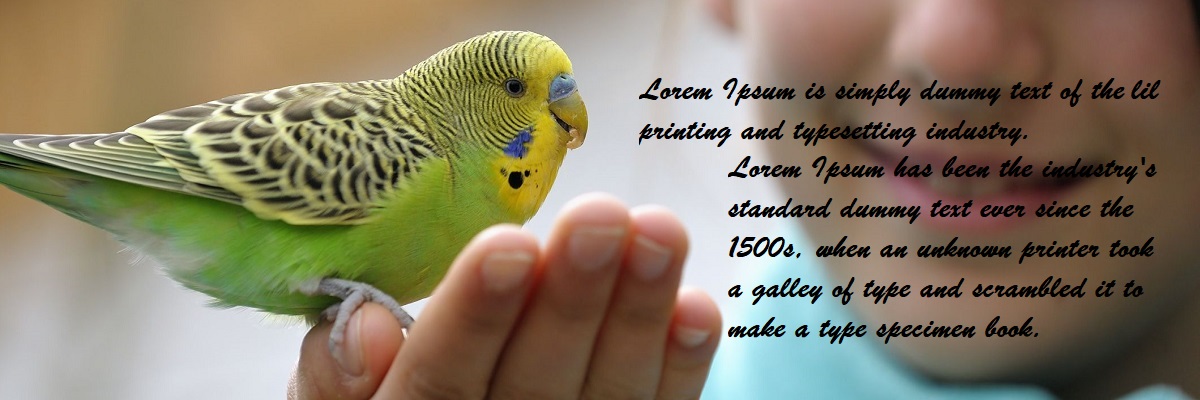 Lorem Ipsum is simply dummy text of the lil
printing and typesetting industry.
Lorem Ipsum has been the industry's
standard dummy text ever since the
1500s, when an unknown printer took
a galley of type and scrambled it to
make a type specimen book.